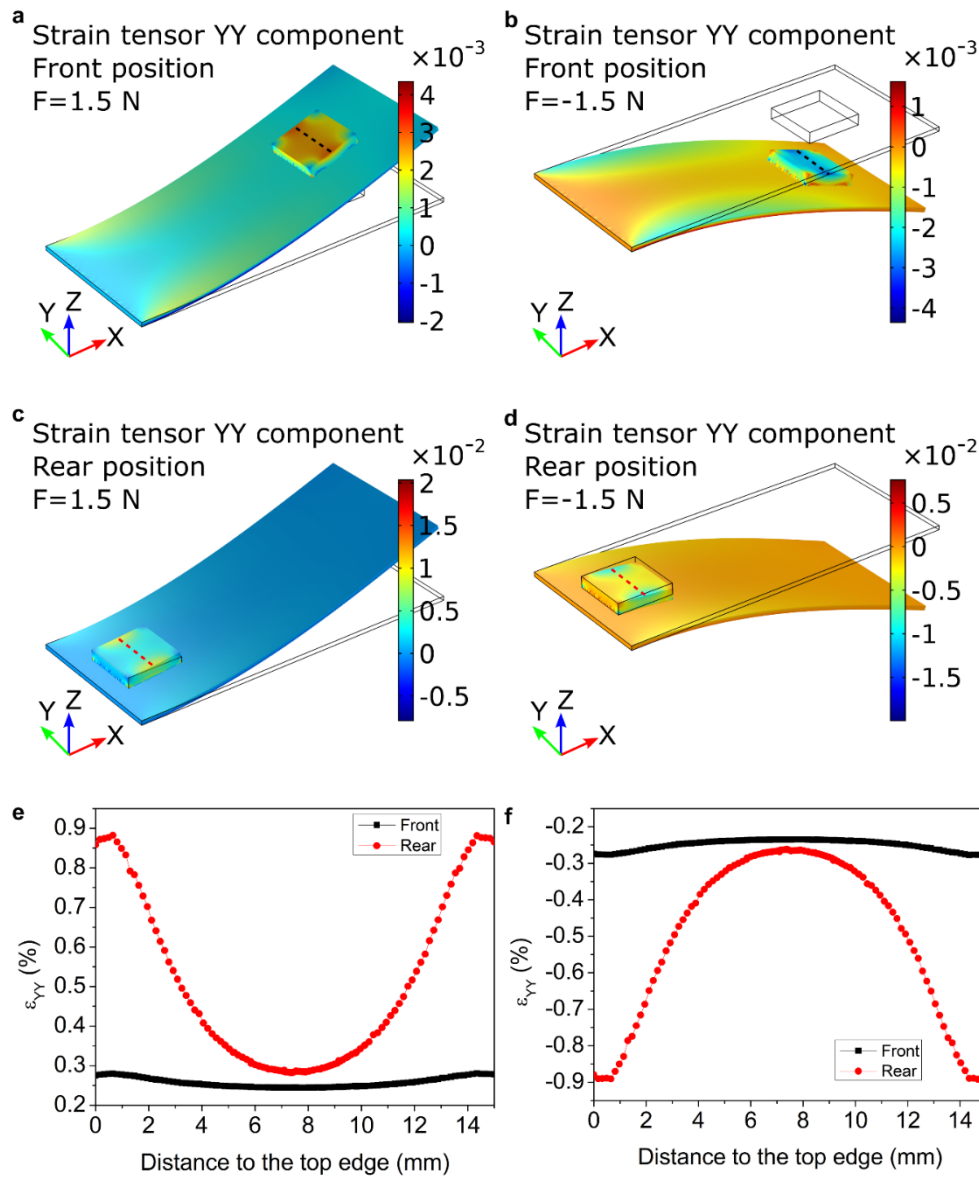 a
Strain tensor YY component
Front position
F=1.5 N
×10⁻³
4
3
2
1
0
-1
-2
Y Z X
b
Strain tensor YY component
Front position
F=-1.5 N
×10⁻³
1
0
-1
-2
-3
-4
Y Z X
c
Strain tensor YY component
Rear position
F=1.5 N
×10⁻²
2
1.5
1
0.5
0
-0.5
Y Z X
d
Strain tensor YY component
Rear position
F=-1.5 N
×10⁻²
0.5
0
-0.5
-1
-1.5
Y Z X
e
0.9
0.8
0.7
0.6
0.5
0.4
0.3
0.2
εYY (%)
Front
Rear
0 2 4 6 8 10 12 14
Distance to the top edge (mm)
f
-0.2
-0.3
-0.4
-0.5
-0.6
-0.7
-0.8
-0.9
εYY (%)
Front
Rear
0 2 4 6 8 10 12 14
Distance to the top edge (mm)